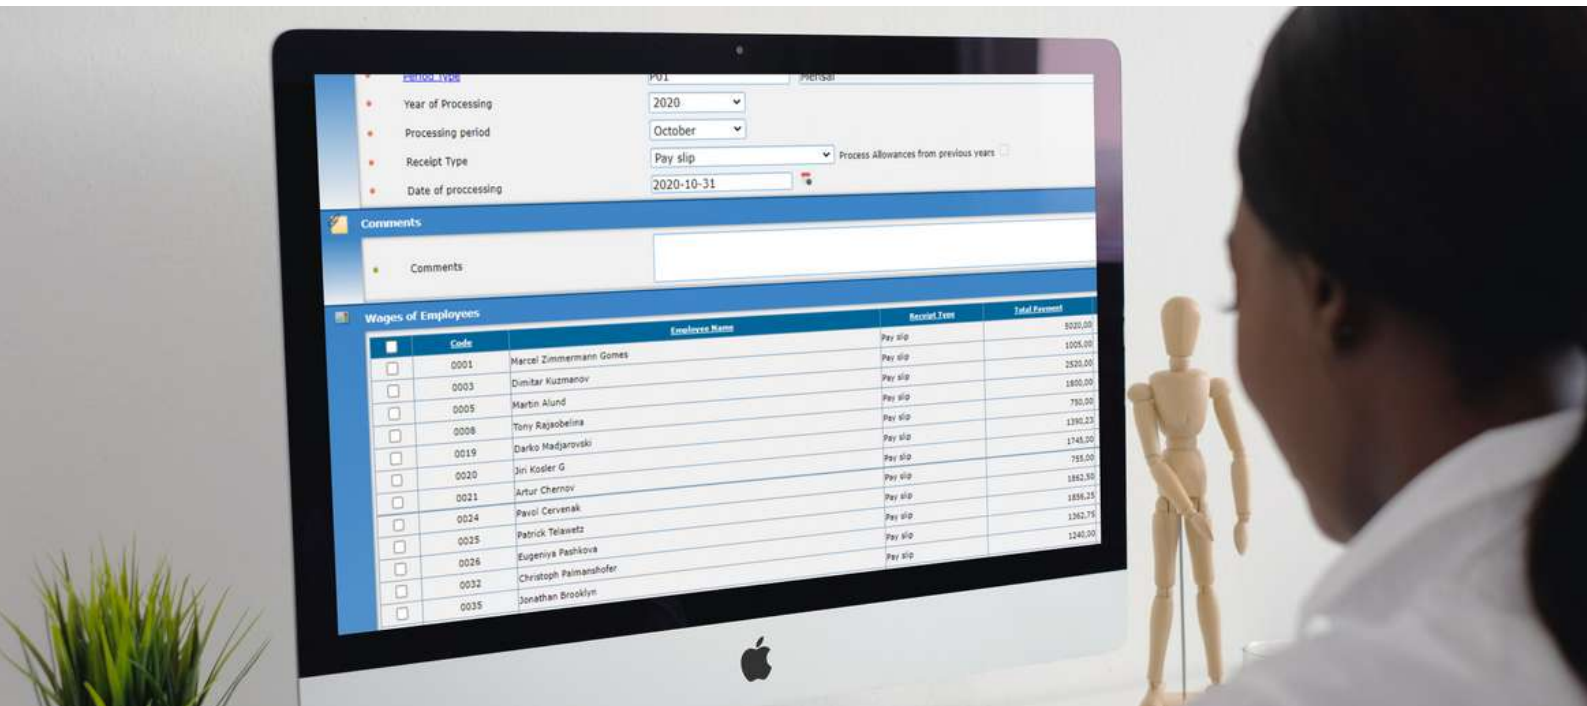 Period Type P01 Mensal
Year of Processing 2020
Processing period October
Receipt Type Pay slip Process Allowances from previous years
Date of proccessing 2020-10-31
Comments
Comments
Wages of Employees
Code Employee Name Receipt Type Total Payment
0001 Marcel Zimmermann Gomes Pay slip 5020,00
0003 Dimitar Kuzmanov Pay slip 1005,00
0005 Martin Alund Pay slip 2520,00
0008 Tony Rajaobelina Pay slip 1800,00
0019 Darko Madjarovski Pay slip 750,00
0020 Jiri Kosler G Pay slip 1390,23
0021 Artur Chernov Pay slip 1745,00
0024 Pavol Cervenak Pay slip 755,00
0025 Patrick Telawetz Pay slip 1862,50
0026 Eugeniya Pashkova Pay slip 1856,25
0032 Christoph Palmanshofer Pay slip 1362,75
0035 Jonathan Brooklyn Pay slip 1240,00